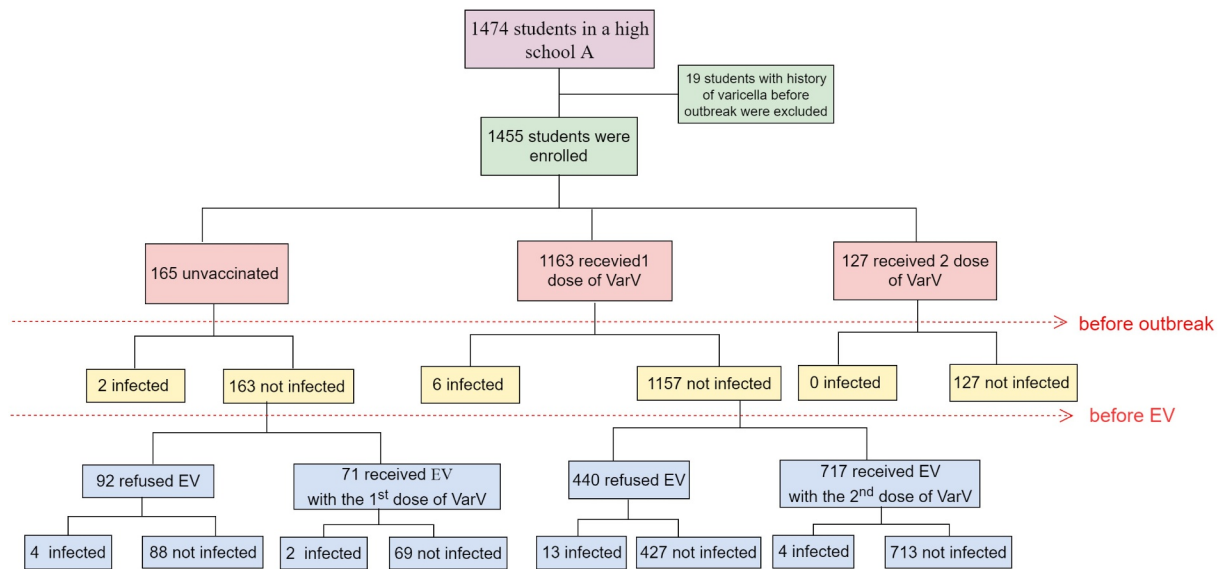 1474 students in a high
school A
19 students with history
of varicella before
outbreak were excluded
1455 students were
enrolled
165 unvaccinated
1163 recevied1
dose of VarV
127 received 2 dose
of VarV
before outbreak
2 infected
163 not infected
6 infected
1157 not infected
0 infected
127 not infected
before EV
92 refused EV
71 received EV
with the 1st dose of VarV
440 refused EV
717 received EV
with the 2nd dose of VarV
4 infected
88 not infected
2 infected
69 not infected
13 infected
427 not infected
4 infected
713 not infected